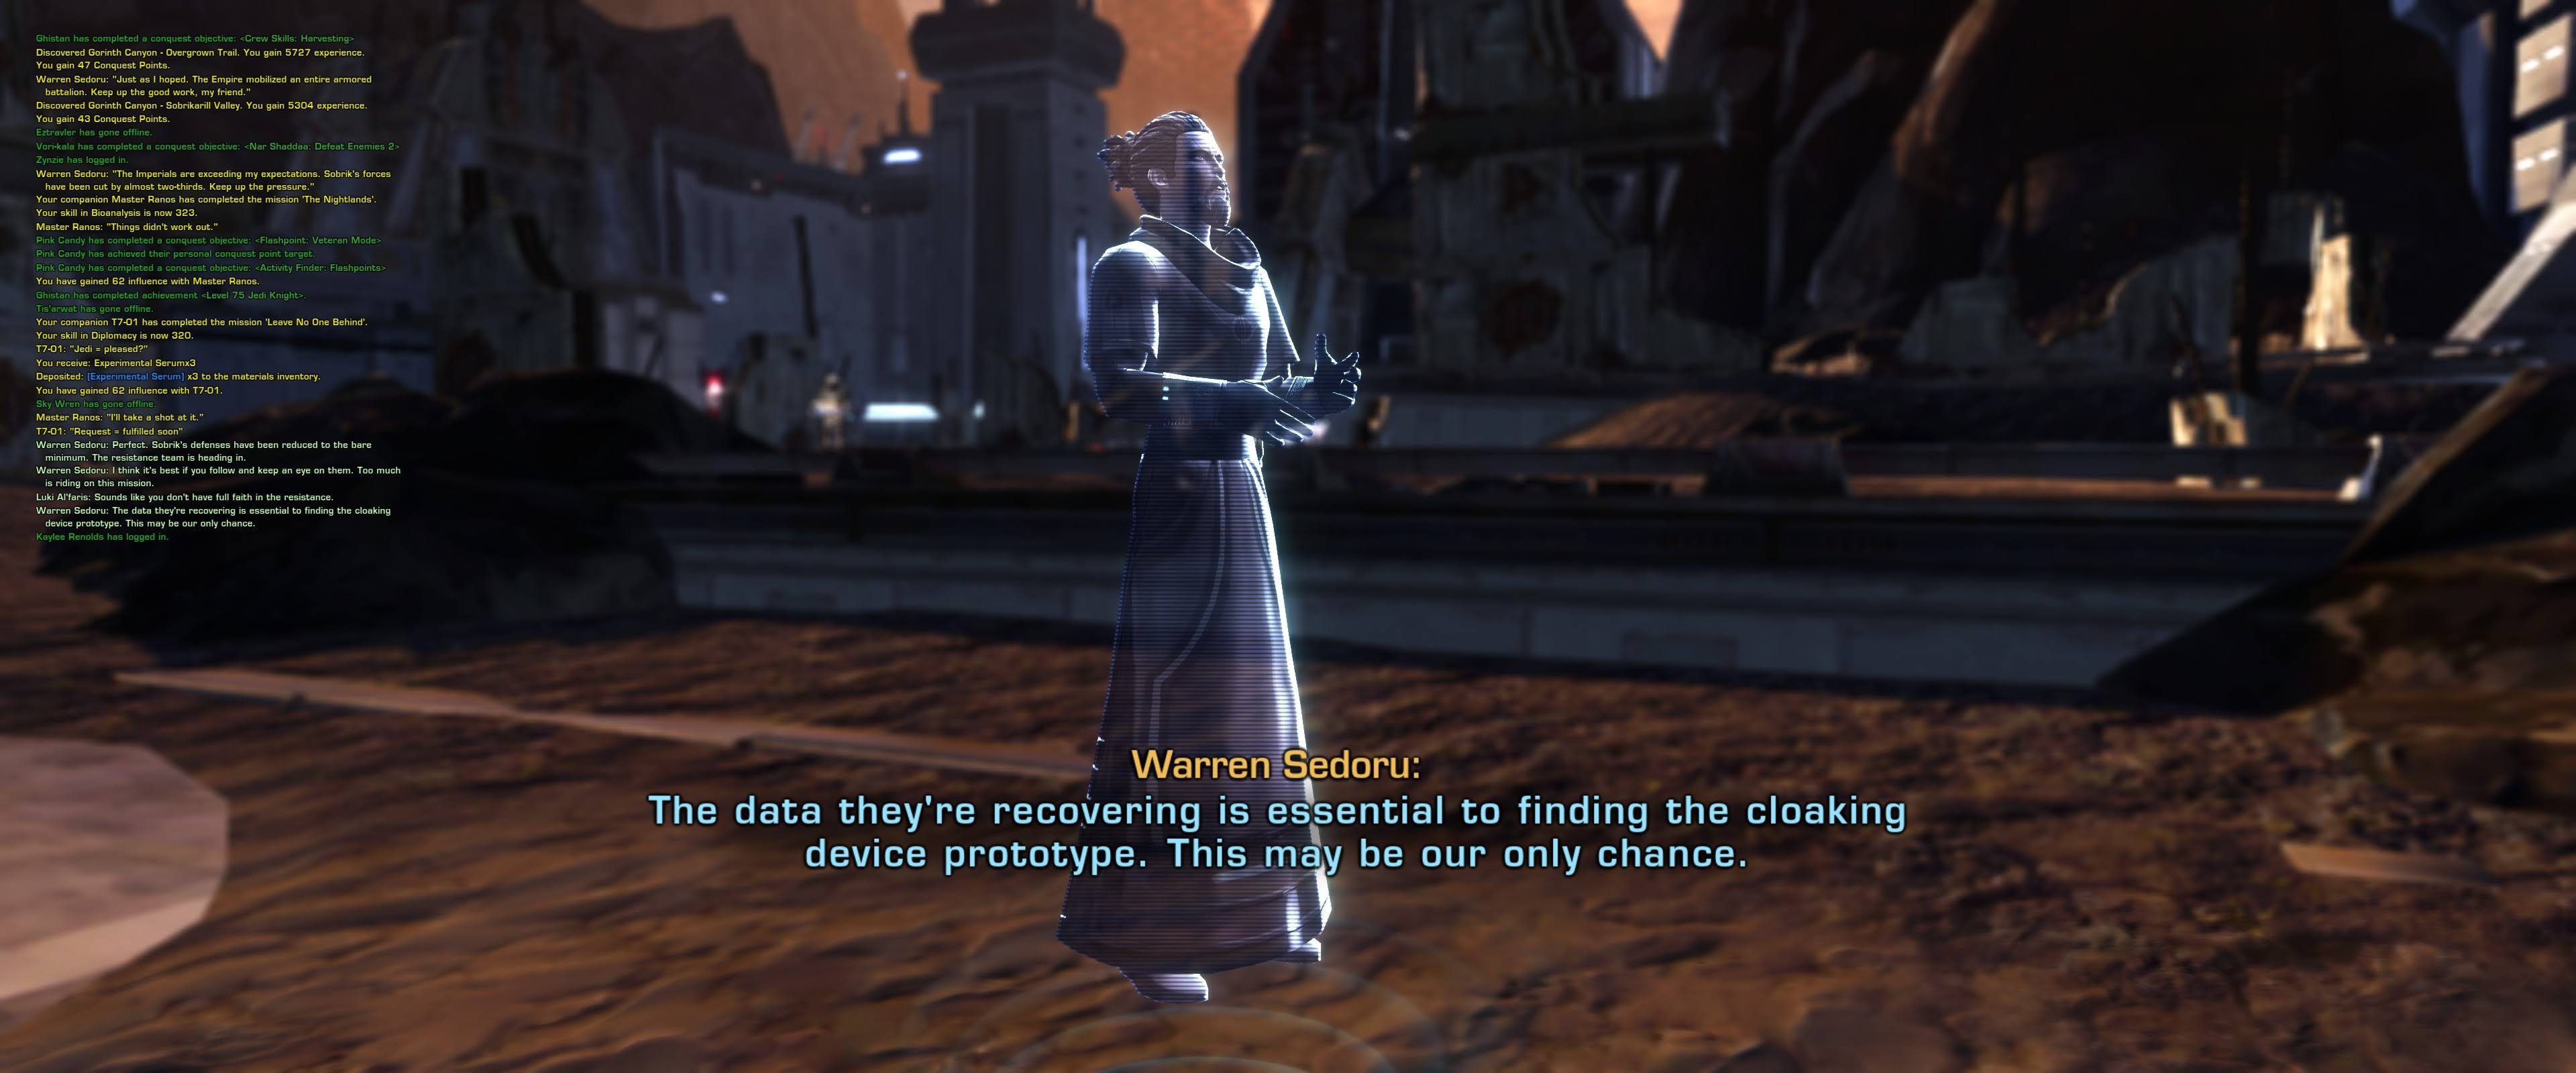 Ghistan has completed a conquest objective: <Crew Skills: Harvesting>
Discovered Gorinth Canyon - Overgrown Trail. You gain 5727 experience.
You gain 47 Conquest Points.
Warren Sedoru: "Just as I hoped. The Empire mobilized an entire armored
battalion. Keep up the good work, my friend."
Discovered Gorinth Canyon - Sobrikarill Valley. You gain 5304 experience.
You gain 43 Conquest Points.
Eztravler has gone offline.
Vori-kala has completed a conquest objective: <Nar Shaddaa: Defeat Enemies 2>
Zynzie has logged in.
Warren Sedoru: "The Imperials are exceeding my expectations. Sobrik's forces
have been cut by almost two-thirds. Keep up the pressure."
Your companion Master Ranos has completed the mission 'The Nightlands'.
Your skill in Bioanalysis is now 323.
Master Ranos: "Things didn't work out."
Pink Candy has completed a conquest objective: <Flashpoint: Veteran Mode>
Pink Candy has achieved their personal conquest point target.
Pink Candy has completed a conquest objective: <Activity Finder: Flashpoints>
You have gained 62 influence with Master Ranos.
Ghistan has completed achievement <Level 75 Jedi Knight>.
Tis'arwat has gone offline.
Your companion T7-01 has completed the mission 'Leave No One Behind'.
Your skill in Diplomacy is now 320.
T7-01: "Jedi = pleased?"
You receive: Experimental Serumx3
Deposited: [Experimental Serum] x3 to the materials inventory.
You have gained 62 influence with T7-01.
Sky Wren has gone offline.
Master Ranos: "I'll take a shot at it."
T7-01: "Request = fulfilled soon"
Warren Sedoru: Perfect. Sobrik's defenses have been reduced to the bare
minimum. The resistance team is heading in.
Warren Sedoru: I think it's best if you follow and keep an eye on them. Too much
is riding on this mission.
Luki Al'faris: Sounds like you don't have full faith in the resistance.
Warren Sedoru: The data they're recovering is essential to finding the cloaking
device prototype. This may be our only chance.
Kaylee Renolds has logged in.
Warren Sedoru:
The data they're recovering is essential to finding the cloaking
device prototype. This may be our only chance.